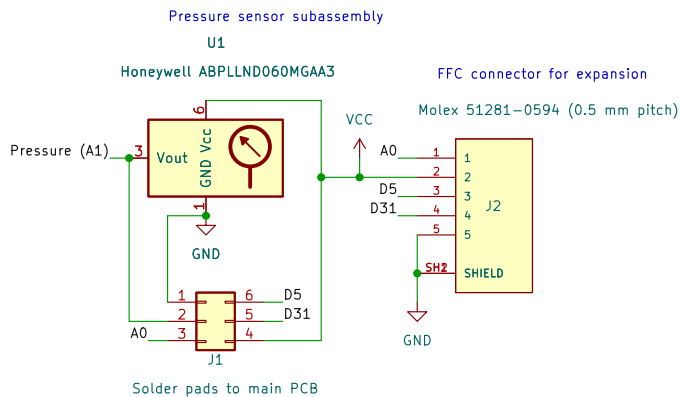 Pressure sensor subassembly
U1
Honeywell ABPLLND060MGAA3
6
Pressure (A1)
3
Vout
GND Vcc
1
GND
1
2
A0
3
6
D5
5
D31
4
J1
Solder pads to main PCB
FFC connector for expansion
Molex 51281-0594 (0.5 mm pitch)
VCC
A0
1
1
2
2
D5
3
3
D31
4
4
5
5
J2
SHIELD
GND